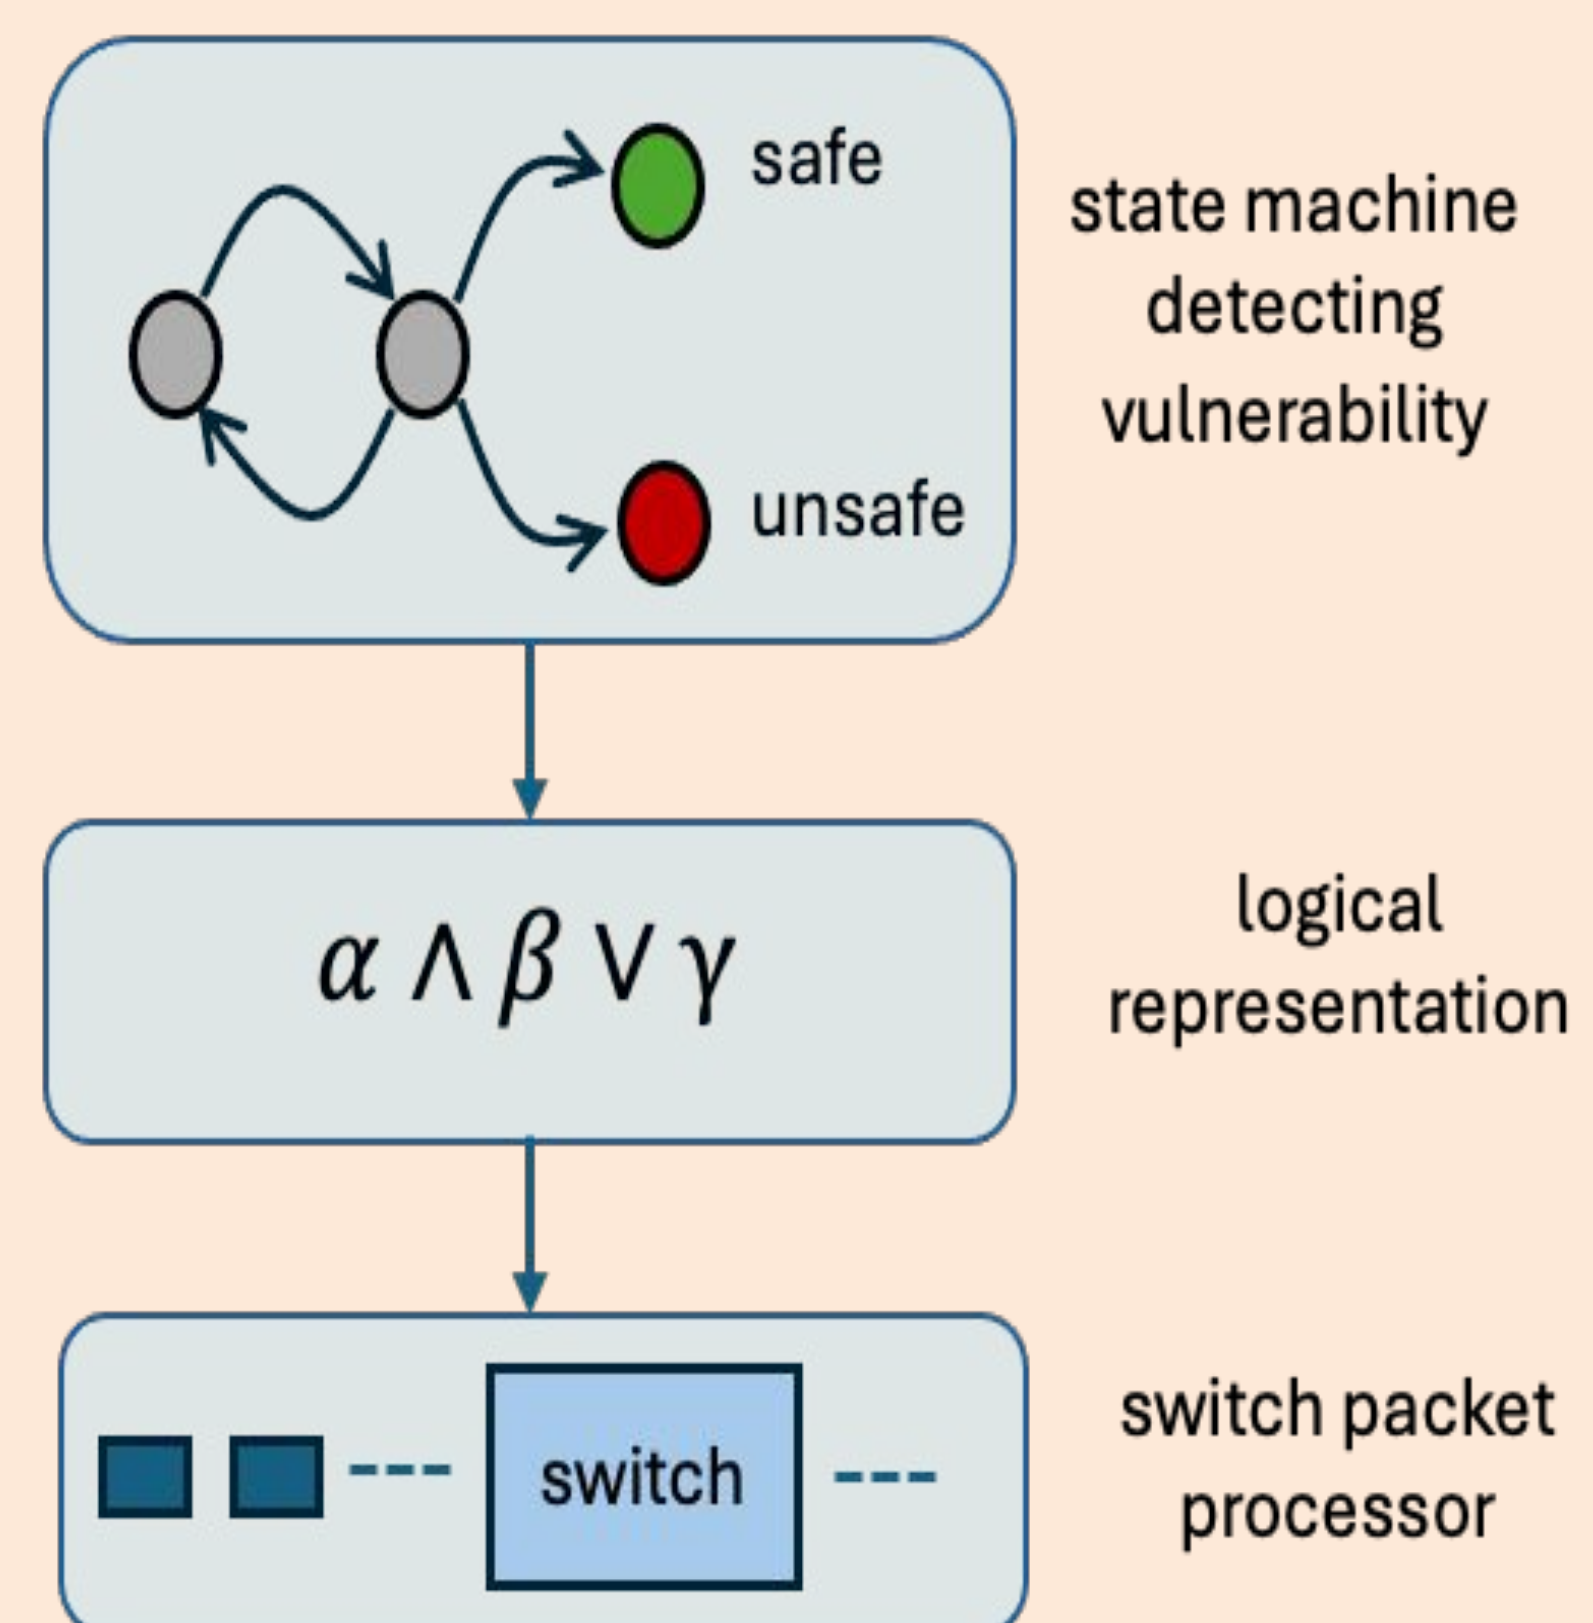 safe
unsafe
state machine
detecting
vulnerability
α ∧ β ∨ γ
logical
representation
switch
switch packet
processor